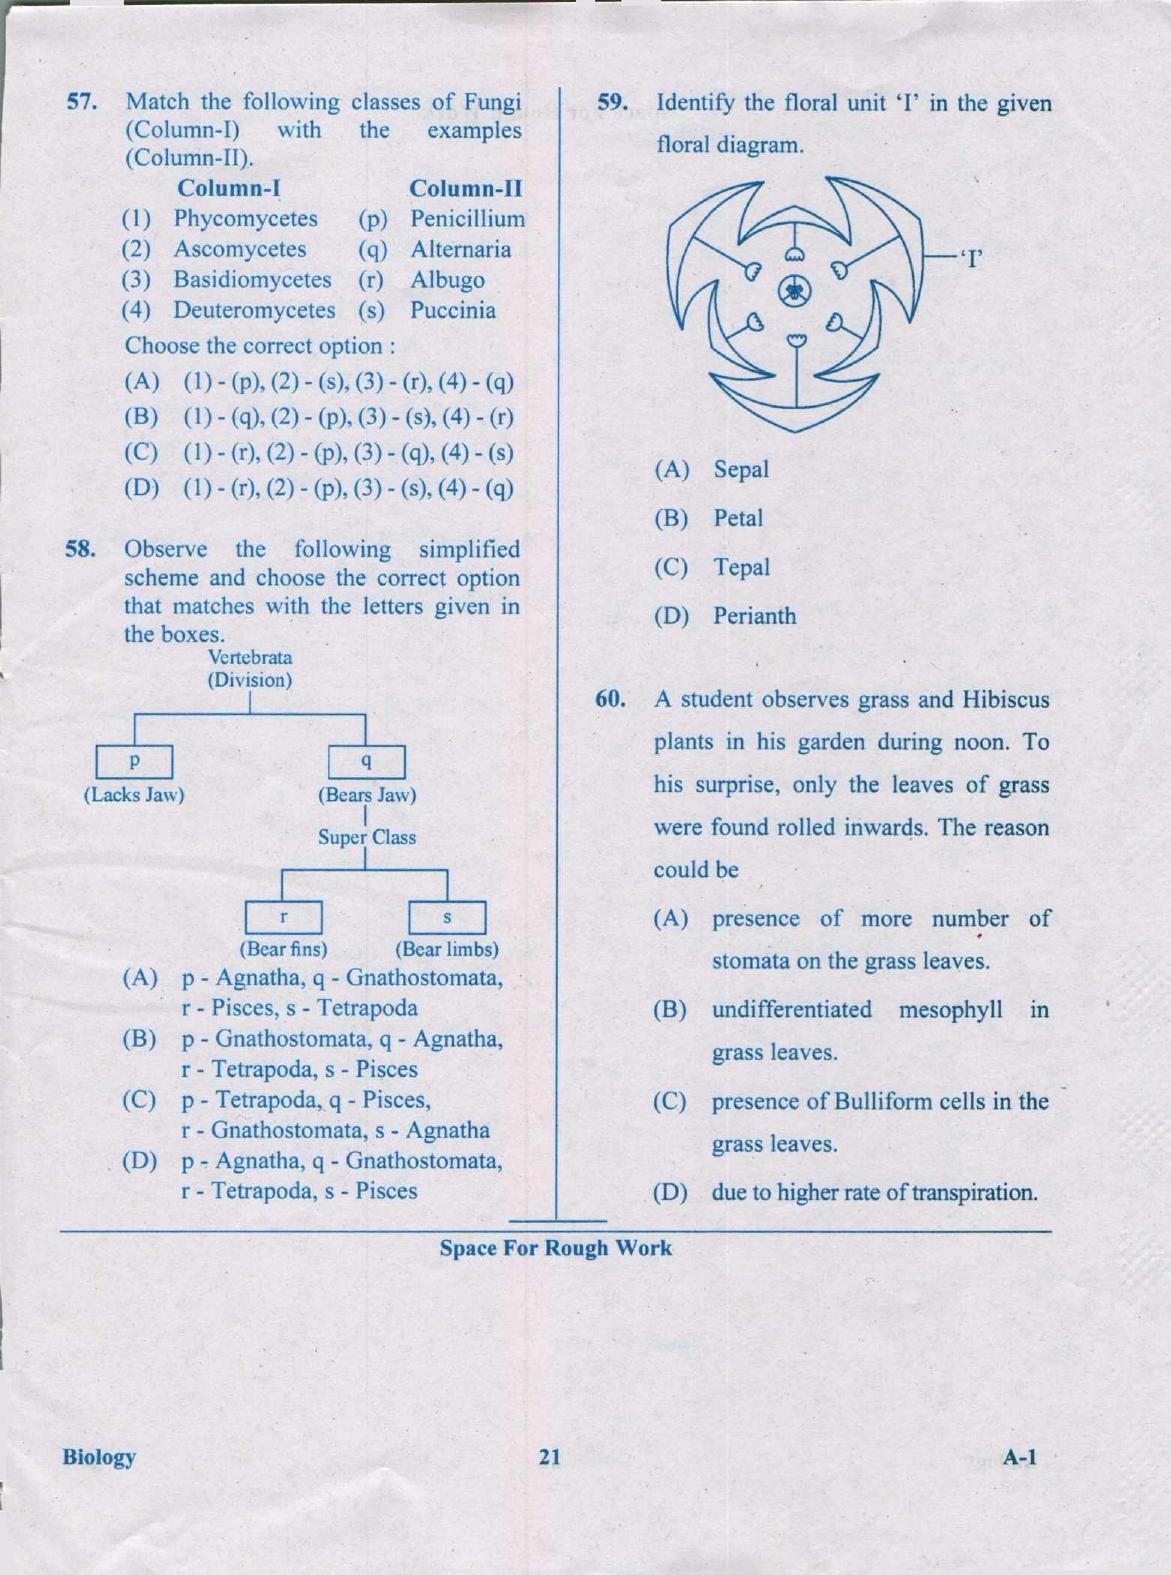 57. Match the following classes of Fungi
(Column-I) with the examples
(Column-II).
Column-I Column-II
(1) Phycomycetes (p) Penicillium
(2) Ascomycetes (q) Alternaria
(3) Basidiomycetes (r) Albugo
(4) Deuteromycetes (s) Puccinia
Choose the correct option :
(A) (1) - (p), (2) - (s), (3) - (r), (4) - (q)
(B) (1) - (q), (2) - (p), (3) - (s), (4) - (r)
(C) (1) - (r), (2) - (p), (3) - (q), (4) - (s)
(D) (1) - (r), (2) - (p), (3) - (s), (4) - (q)
58. Observe the following simplified
scheme and choose the correct option
that matches with the letters given in
the boxes.
Vertebrata
(Division)
p q
(Lacks Jaw) (Bears Jaw)
Super Class
r s
(Bear fins) (Bear limbs)
(A) p - Agnatha, q - Gnathostomata,
r - Pisces, s - Tetrapoda
(B) p - Gnathostomata, q - Agnatha,
r - Tetrapoda, s - Pisces
(C) p - Tetrapoda, q - Pisces,
r - Gnathostomata, s - Agnatha
(D) p - Agnatha, q - Gnathostomata,
r - Tetrapoda, s - Pisces
59. Identify the floral unit ‘I’ in the given
floral diagram.
‘I’
(A) Sepal
(B) Petal
(C) Tepal
(D) Perianth
60. A student observes grass and Hibiscus
plants in his garden during noon. To
his surprise, only the leaves of grass
were found rolled inwards. The reason
could be
(A) presence of more number of
stomata on the grass leaves.
(B) undifferentiated mesophyll in
grass leaves.
(C) presence of Bulliform cells in the
grass leaves.
(D) due to higher rate of transpiration.
Space For Rough Work
Biology 21 A-1